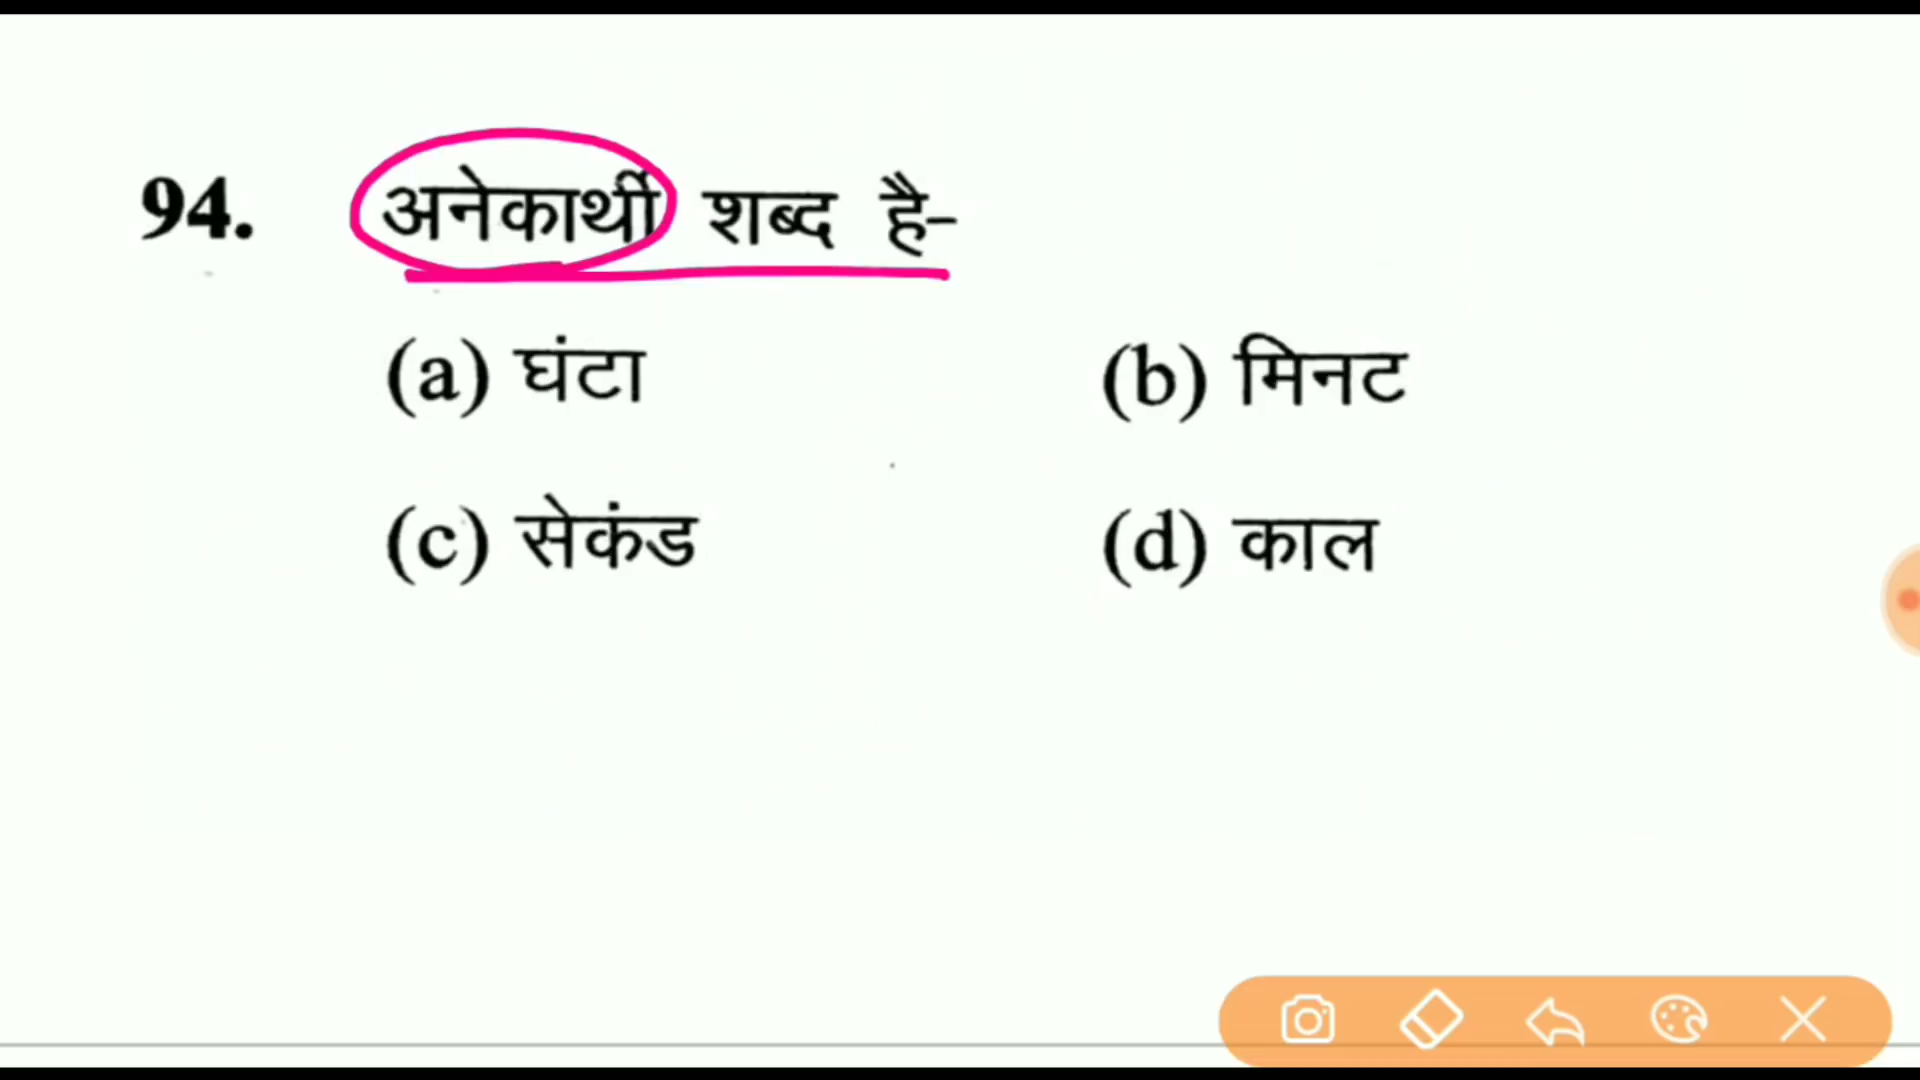 94. अनेकार्थी शब्द है-
(a) घंटा (b) मिनट
(c) सेकंड (d) काल